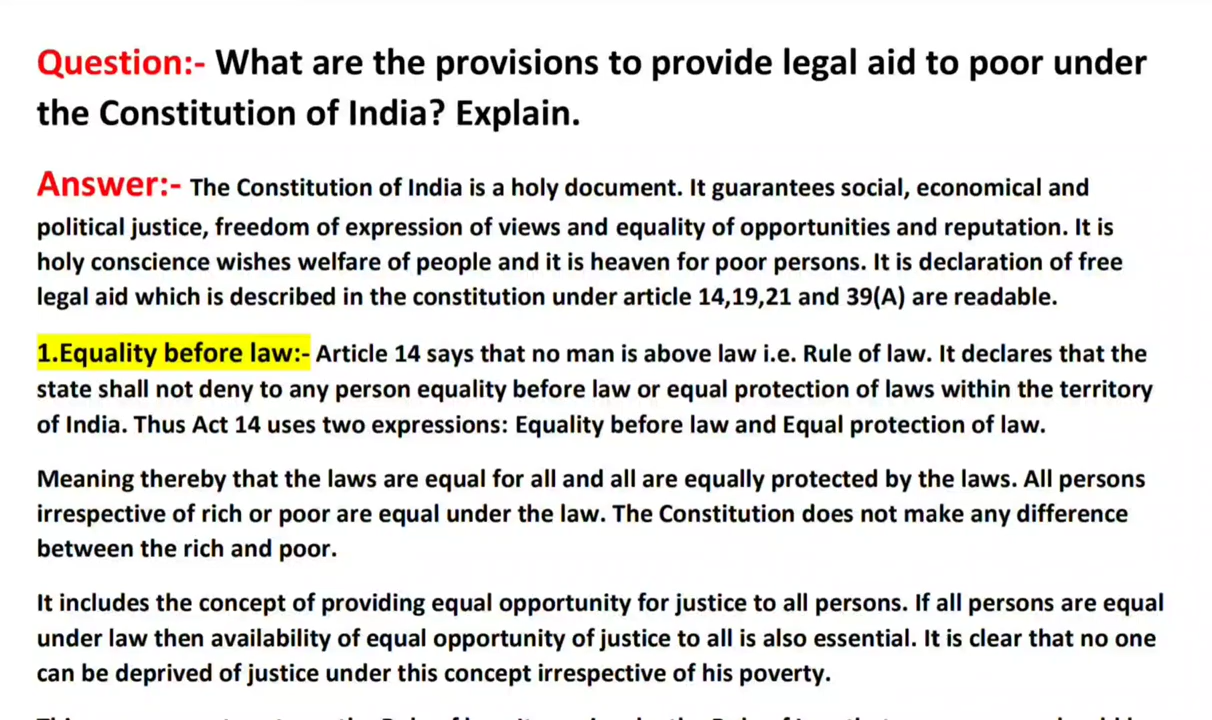 Question:- What are the provisions to provide legal aid to poor under
the Constitution of India? Explain.
Answer:- The Constitution of India is a holy document. It guarantees social, economical and
political justice, freedom of expression of views and equality of opportunities and reputation. It is
holy conscience wishes welfare of people and it is heaven for poor persons. It is declaration of free
legal aid which is described in the constitution under article 14,19,21 and 39(A) are readable.
1.Equality before law:- Article 14 says that no man is above law i.e. Rule of law. It declares that the
state shall not deny to any person equality before law or equal protection of laws within the territory
of India. Thus Act 14 uses two expressions: Equality before law and Equal protection of law.
Meaning thereby that the laws are equal for all and all are equally protected by the laws. All persons
irrespective of rich or poor are equal under the law. The Constitution does not make any difference
between the rich and poor.
It includes the concept of providing equal opportunity for justice to all persons. If all persons are equal
under law then availability of equal opportunity of justice to all is also essential. It is clear that no one
can be deprived of justice under this concept irrespective of his poverty.